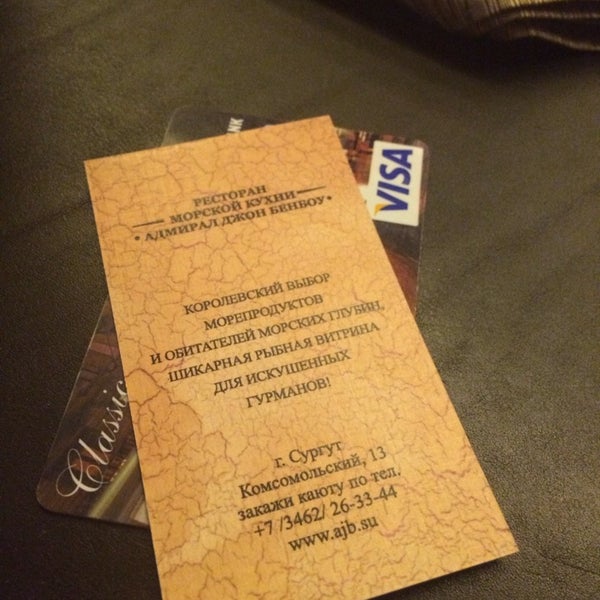 РЕСТОРАН
МОРСКОЙ КУХНИ
• АДМИРАЛ ДЖОН БЕНБОУ •
КОРОЛЕВСКИЙ ВЫБОР
МОРЕПРОДУКТОВ
И ОБИТАТЕЛЕЙ МОРСКИХ ГЛУБИН,
ШИКАРНАЯ РЫБНАЯ ВИТРИНА
ДЛЯ ИСКУШЕННЫХ
ГУРМАНОВ!
г. Сургут
Комсомольский, 13
закажи каюту по тел.
+7 /3462/ 26-33-44
www.ajb.su
VISA
Classic